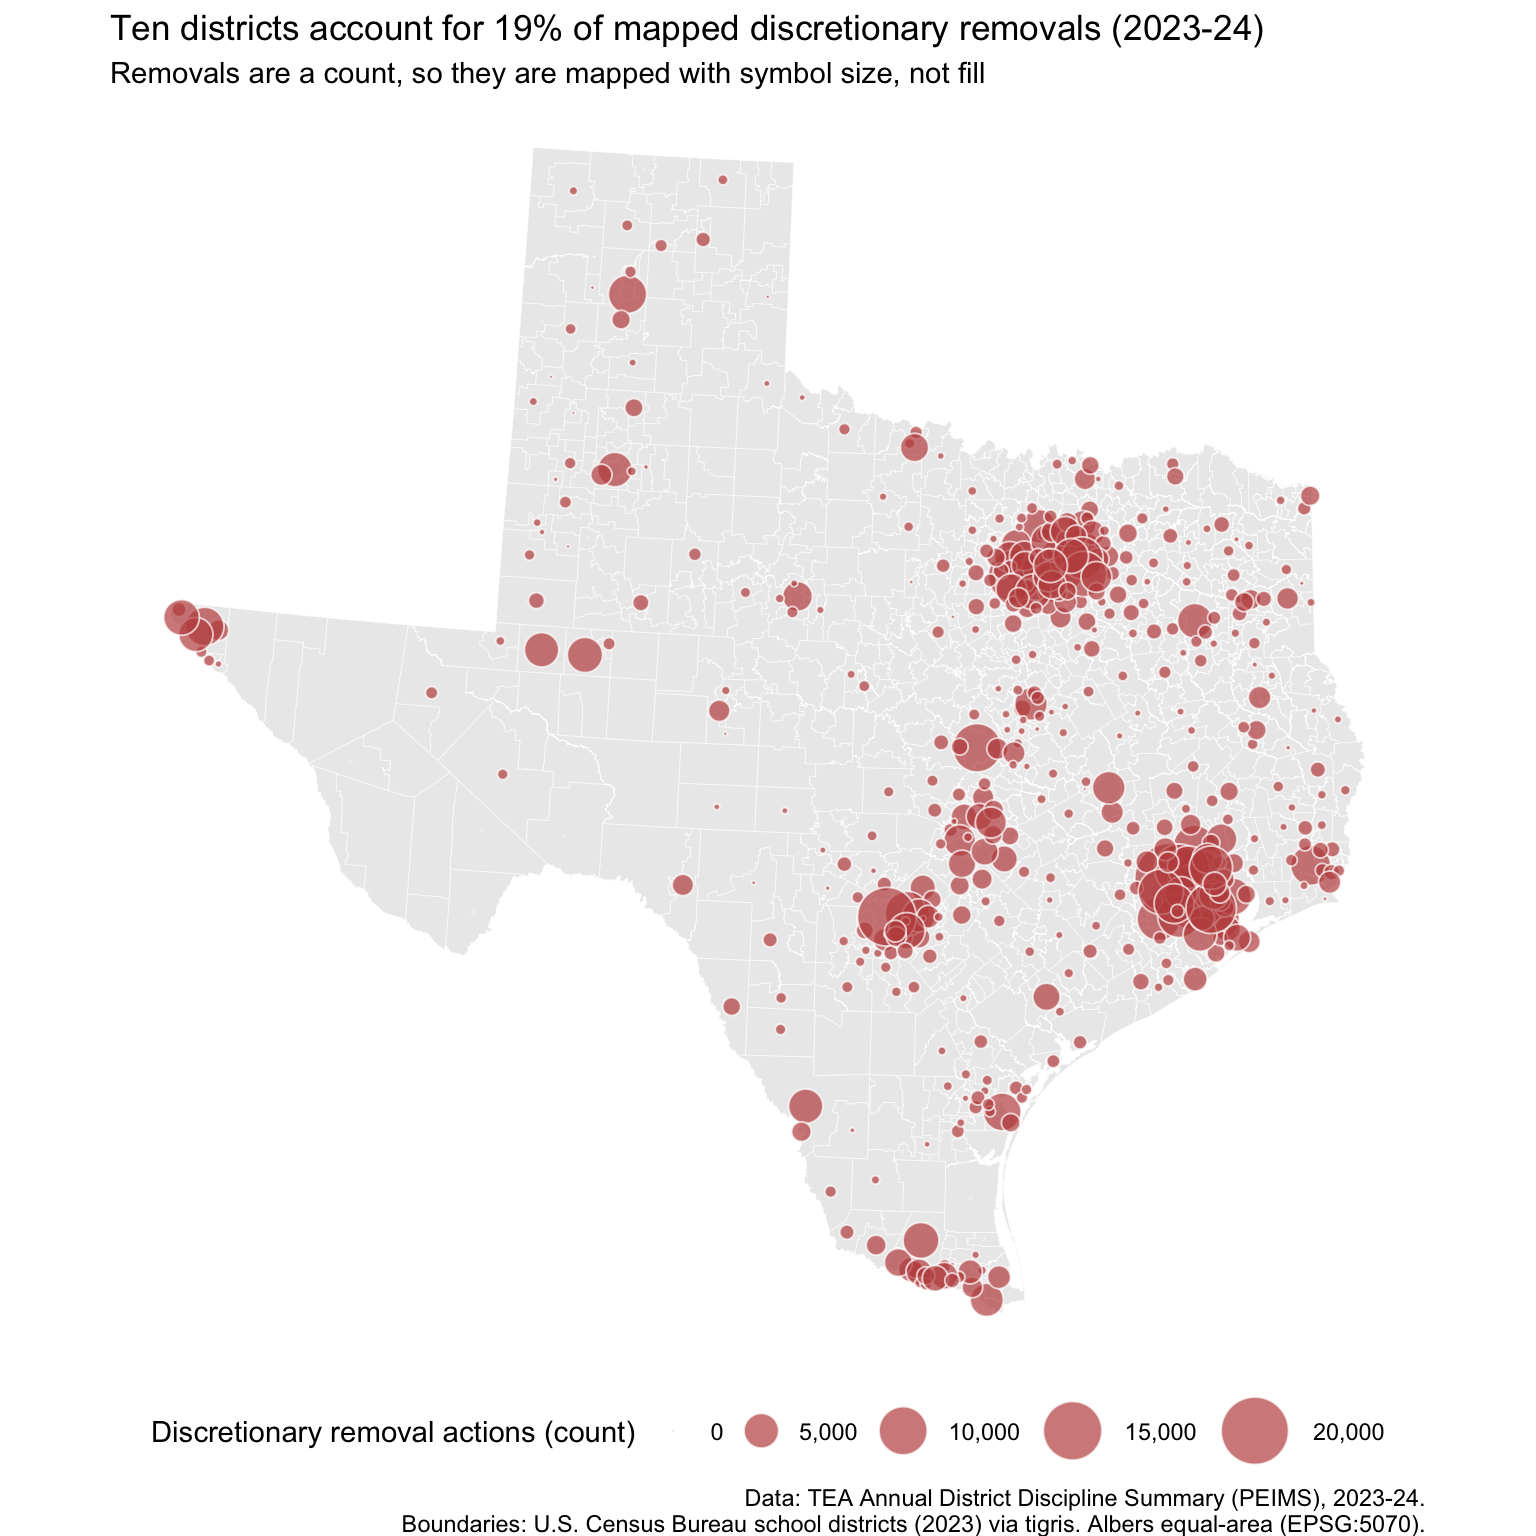 Ten districts account for 19% of mapped discretionary removals (2023-24)
Removals are a count, so they are mapped with symbol size, not fill
Discretionary removal actions (count) 0 5,000 10,000 15,000 20,000
Data: TEA Annual District Discipline Summary (PEIMS), 2023-24.
Boundaries: U.S. Census Bureau school districts (2023) via tigris. Albers equal-area (EPSG:5070).